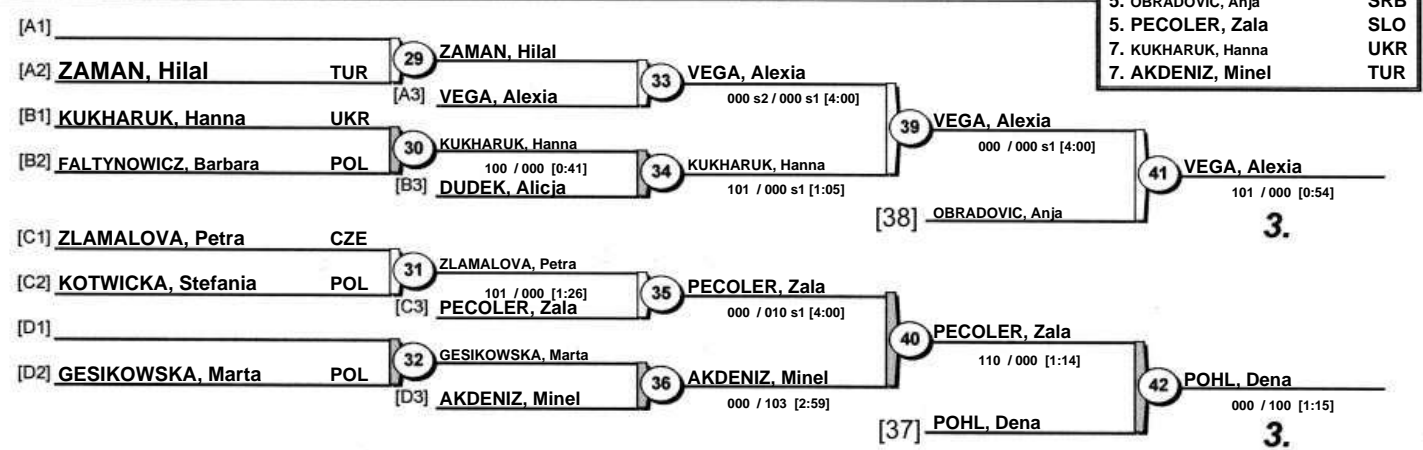 5. OBRADOVIC, Anja SRB
5. PECOLER, Zala SLO
7. KUKHARUK, Hanna UKR
7. AKDENIZ, Minel TUR
[A1]
[A2] ZAMAN, Hilal TUR
29 ZAMAN, Hilal
[A3] VEGA, Alexia
33 VEGA, Alexia
000 s2 / 000 s1 [4:00]
[B1] KUKHARUK, Hanna UKR
[B2] FALTYNOWICZ, Barbara POL
30 KUKHARUK, Hanna
100 / 000 [0:41]
[B3] DUDEK, Alicja
34 KUKHARUK, Hanna
101 / 000 s1 [1:05]
39 VEGA, Alexia
000 / 000 s1 [4:00]
[38] OBRADOVIC, Anja
41 VEGA, Alexia
101 / 000 [0:54]
3.
[C1] ZLAMALOVA, Petra CZE
[C2] KOTWICKA, Stefania POL
31 ZLAMALOVA, Petra
101 / 000 [1:26]
[C3] PECOLER, Zala
35 PECOLER, Zala
000 / 010 s1 [4:00]
[D1]
[D2] GESIKOWSKA, Marta POL
32 GESIKOWSKA, Marta
[D3] AKDENIZ, Minel
36 AKDENIZ, Minel
000 / 103 [2:59]
40 PECOLER, Zala
110 / 000 [1:14]
[37] POHL, Dena
42 POHL, Dena
000 / 100 [1:15]
3.